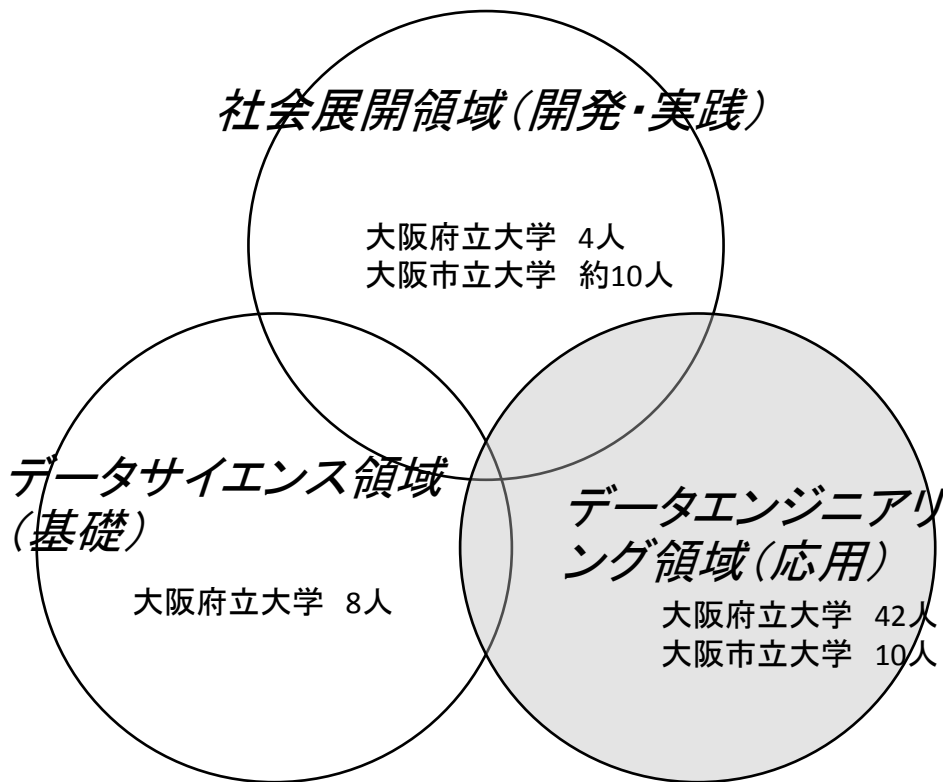 社会展開領域（開発・実践）
大阪府立大学 4人
大阪市立大学 約10人
データサイエンス領域
（基礎）
大阪府立大学 8人
データエンジニアリ
ング領域（応用）
大阪府立大学 42人
大阪市立大学 10人